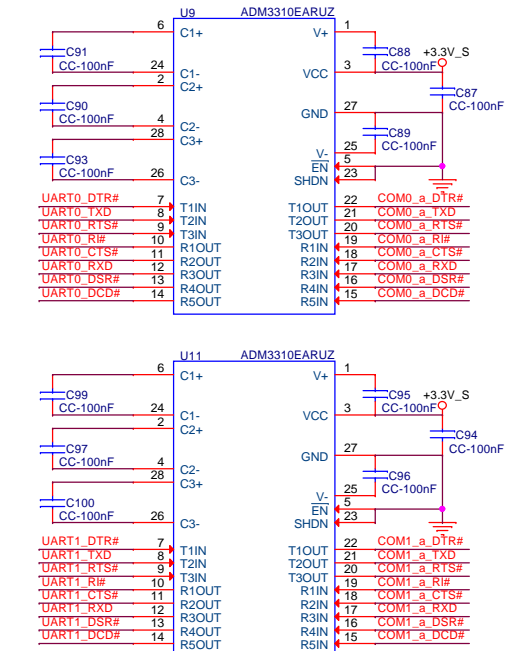 U9 ADM3310EARUZ
6 C1+ V+ 1
C91
CC-100nF
C88
CC-100nF
+3.3V_S
24 C1- VCC 3
2 C2+
C87
CC-100nF
C90
CC-100nF
GND 27
4 C2-
28 C3+
C89
CC-100nF
C93
CC-100nF
V- 25
EN 5
26 C3- SHDN 23
UART0_DTR# 7 T1IN T1OUT 22 COM0_a_DTR#
UART0_TXD 8 T2IN T2OUT 21 COM0_a_TXD
UART0_RTS# 9 T3IN T3OUT 20 COM0_a_RTS#
UART0_RI# 10 R1OUT R1IN 19 COM0_a_RI#
UART0_CTS# 11 R2OUT R2IN 18 COM0_a_CTS#
UART0_RXD 12 R3OUT R3IN 17 COM0_a_RXD
UART0_DSR# 13 R4OUT R4IN 16 COM0_a_DSR#
UART0_DCD# 14 R5OUT R5IN 15 COM0_a_DCD#
U11 ADM3310EARUZ
6 C1+ V+ 1
C99
CC-100nF
C95
CC-100nF
+3.3V_S
24 C1- VCC 3
2 C2+
C94
CC-100nF
C97
CC-100nF
GND 27
4 C2-
28 C3+
C96
CC-100nF
C100
CC-100nF
V- 25
EN 5
26 C3- SHDN 23
UART1_DTR# 7 T1IN T1OUT 22 COM1_a_DTR#
UART1_TXD 8 T2IN T2OUT 21 COM1_a_TXD
UART1_RTS# 9 T3IN T3OUT 20 COM1_a_RTS#
UART1_RI# 10 R1OUT R1IN 19 COM1_a_RI#
UART1_CTS# 11 R2OUT R2IN 18 COM1_a_CTS#
UART1_RXD 12 R3OUT R3IN 17 COM1_a_RXD
UART1_DSR# 13 R4OUT R4IN 16 COM1_a_DSR#
UART1_DCD# 14 R5OUT R5IN 15 COM1_a_DCD#